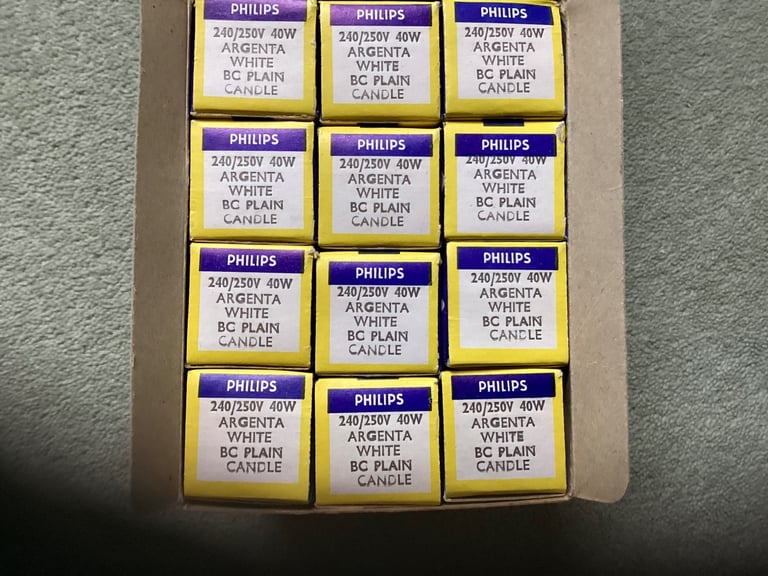 PHILIPS
240/250V 40W
ARGENTA
WHITE
BC PLAIN
CANDLE
PHILIPS
240/250V 40W
ARGENTA
WHITE
BC PLAIN
CANDLE
PHILIPS
240/250V 40W
ARGENTA
WHITE
BC PLAIN
CANDLE
PHILIPS
240/250V 40W
ARGENTA
WHITE
BC PLAIN
CANDLE
PHILIPS
240/250V 40W
ARGENTA
WHITE
BC PLAIN
CANDLE
PHILIPS
240/250V 40W
ARGENTA
WHITE
BC PLAIN
CANDLE
PHILIPS
240/250V 40W
ARGENTA
WHITE
BC PLAIN
CANDLE
PHILIPS
240/250V 40W
ARGENTA
WHITE
BC PLAIN
CANDLE
PHILIPS
240/250V 40W
ARGENTA
WHITE
BC PLAIN
CANDLE
PHILIPS
240/250V 40W
ARGENTA
WHITE
BC PLAIN
CANDLE
PHILIPS
240/250V 40W
ARGENTA
WHITE
BC PLAIN
CANDLE
PHILIPS
240/250V 40W
ARGENTA
WHITE
BC PLAIN
CANDLE